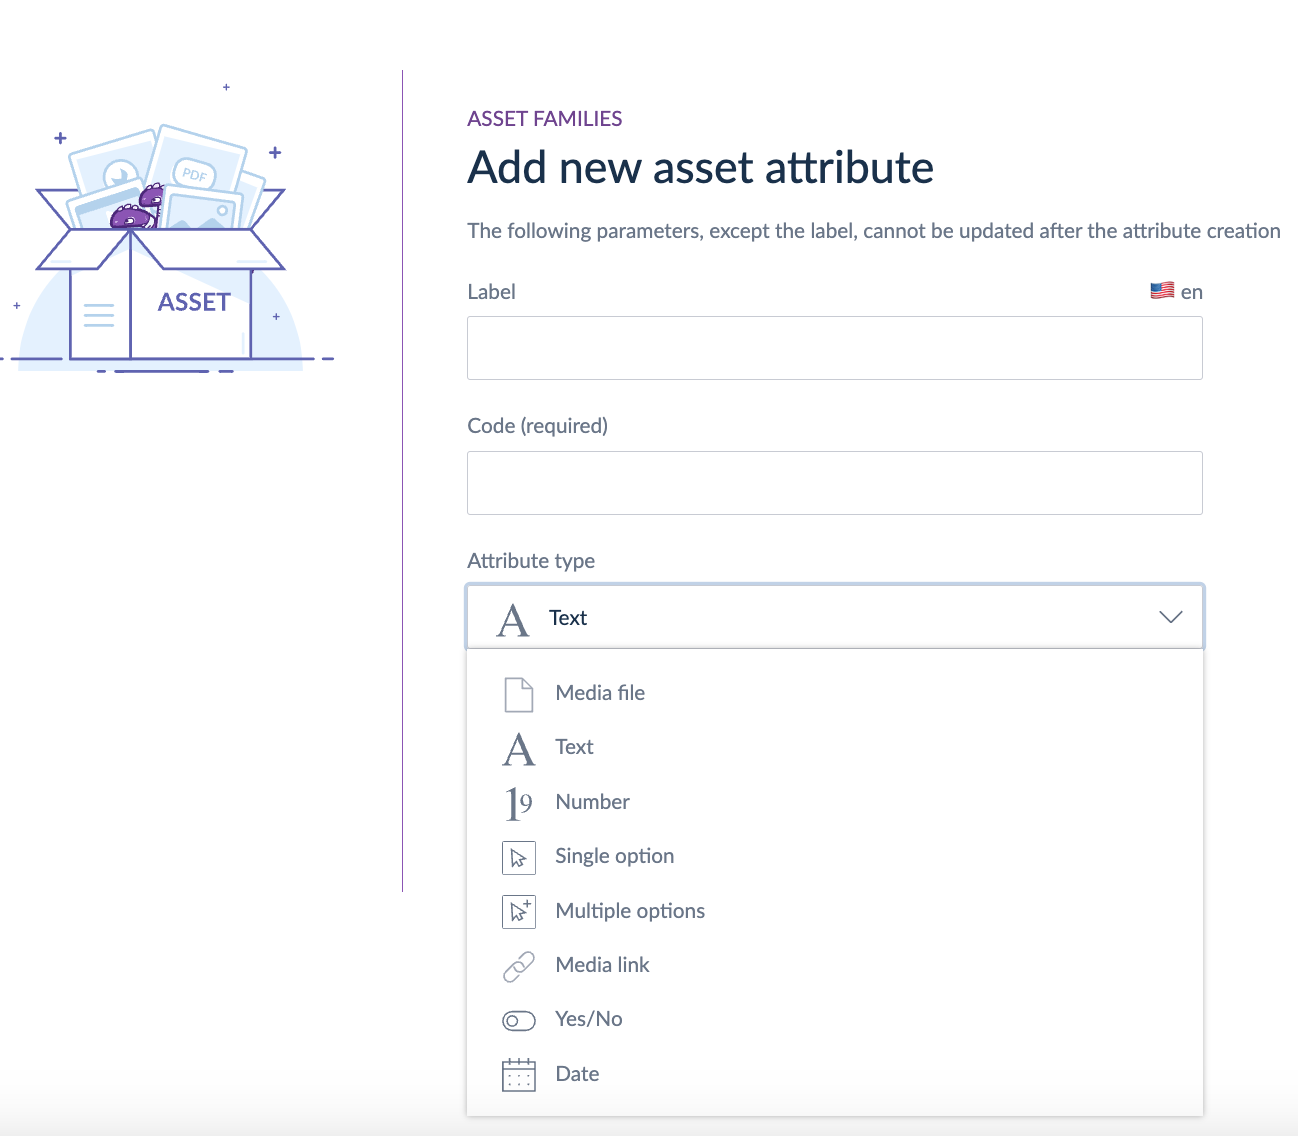 ASSET FAMILIES
Add new asset attribute
The following parameters, except the label, cannot be updated after the attribute creation
PDF
ASSET
Label
en
Code (required)
Attribute type
Text
Media file
Text
Number
Single option
Multiple options
Media link
Yes/No
Date